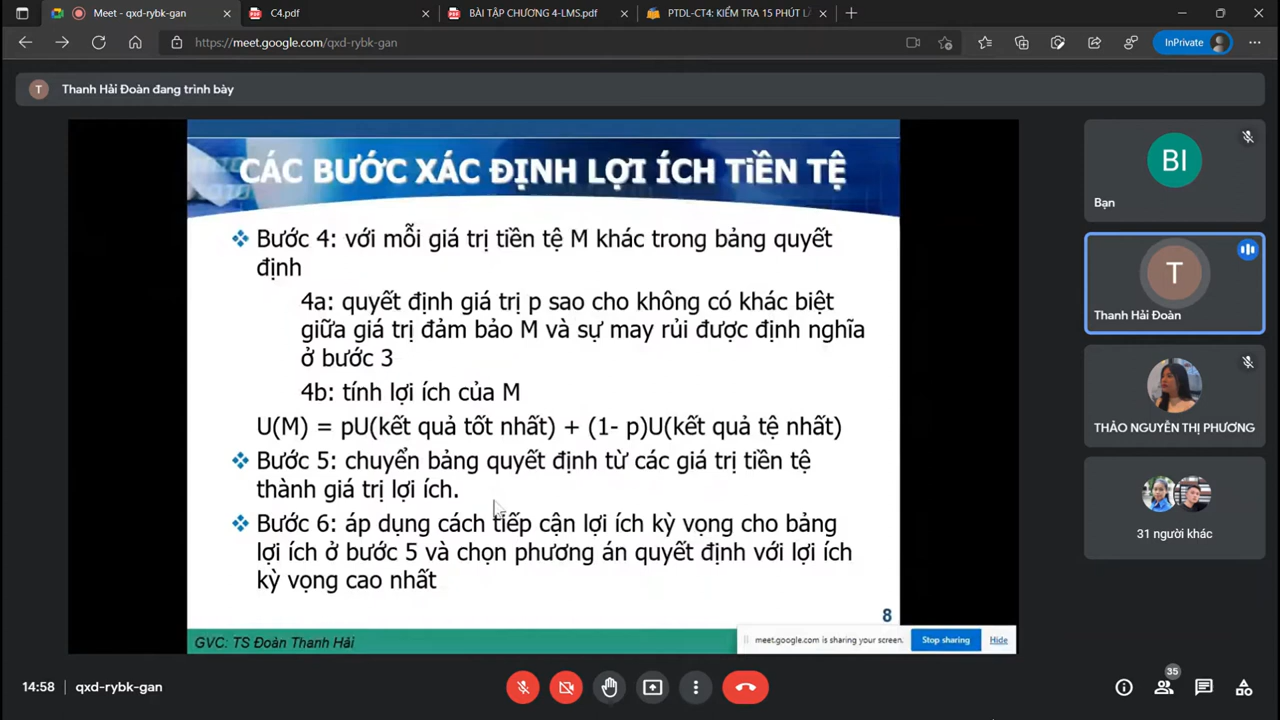 Meet - qxd-rybk-gan
C4.pdf
BÀI TẬP CHƯƠNG 4-LMS.pdf
PTDL-CT4: KIỂM TRA 15 PHÚT L
https://meet.google.com/qxd-rybk-gan
InPrivate
T
Thanh Hải Đoàn đang trình bày
CÁC BƯỚC XÁC ĐỊNH LỢI ÍCH TiỀN TỆ
Bước 4: với mỗi giá trị tiền tệ M khác trong bảng quyết
định
4a: quyết định giá trị p sao cho không có khác biệt
giữa giá trị đảm bảo M và sự may rủi được định nghĩa
ở bước 3
4b: tính lợi ích của M
U(M) = pU(kết quả tốt nhất) + (1- p)U(kết quả tệ nhất)
Bước 5: chuyển bảng quyết định từ các giá trị tiền tệ
thành giá trị lợi ích.
Bước 6: áp dụng cách tiếp cận lợi ích kỳ vọng cho bảng
lợi ích ở bước 5 và chọn phương án quyết định với lợi ích
kỳ vọng cao nhất
8
GVC: TS Đoàn Thanh Hải
meet.google.com is sharing your screen.
Stop sharing
Hide
BI
Bạn
T
Thanh Hải Đoàn
THẢO NGUYÊN THỊ PHƯƠNG
31 người khác
14:58
qxd-rybk-gan
35